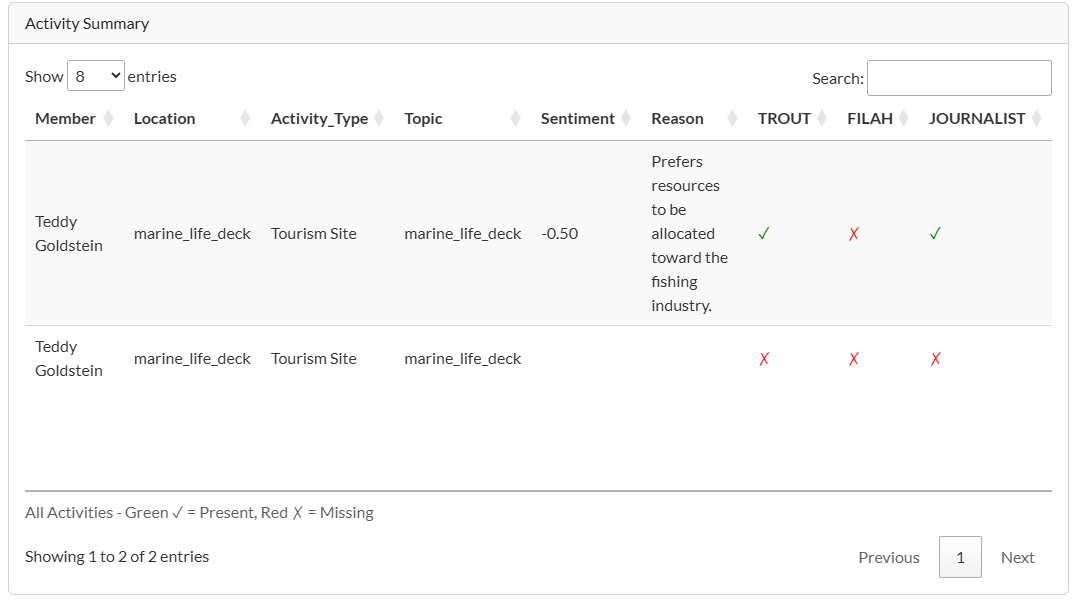 Activity Summary
Show 8 entries
Search:
Member Location Activity_Type Topic Sentiment Reason TROUT FILAH JOURNALIST
Teddy
Goldstein
marine_life_deck Tourism Site marine_life_deck -0.50
Prefers
resources
to be
allocated
toward the
fishing
industry.
✓ ✗ ✓
Teddy
Goldstein
marine_life_deck Tourism Site marine_life_deck
✗ ✗ ✗
All Activities - Green ✓ = Present, Red ✗ = Missing
Showing 1 to 2 of 2 entries
Previous 1 Next